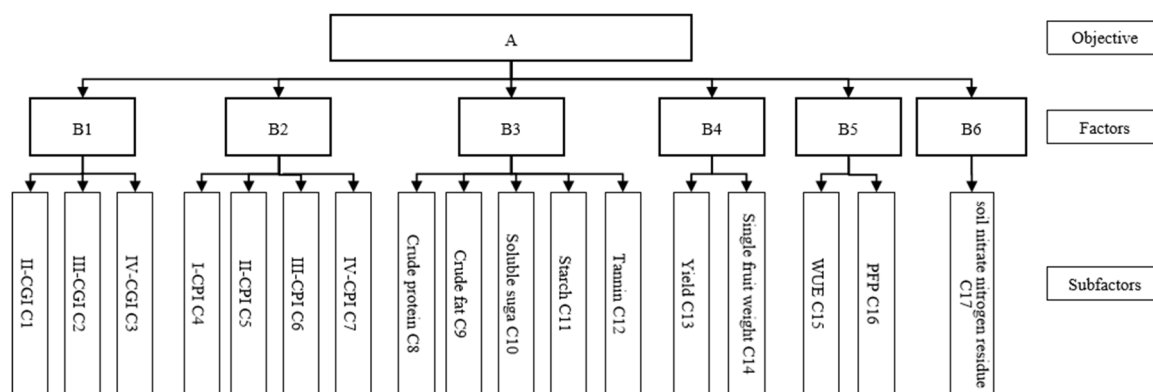 A
Objective
B1
B2
B3
B4
B5
B6
Factors
II-CGI C1
III-CGI C2
IV-CGI C3
I-CPI C4
II-CPI C5
III-CPI C6
IV-CPI C7
Crude protein C8
Crude fat C9
Soluble suga C10
Starch C11
Tannin C12
Yield C13
Single fruit weight C14
WUE C15
PFP C16
soil nitrate nitrogen residue
C17
Subfactors